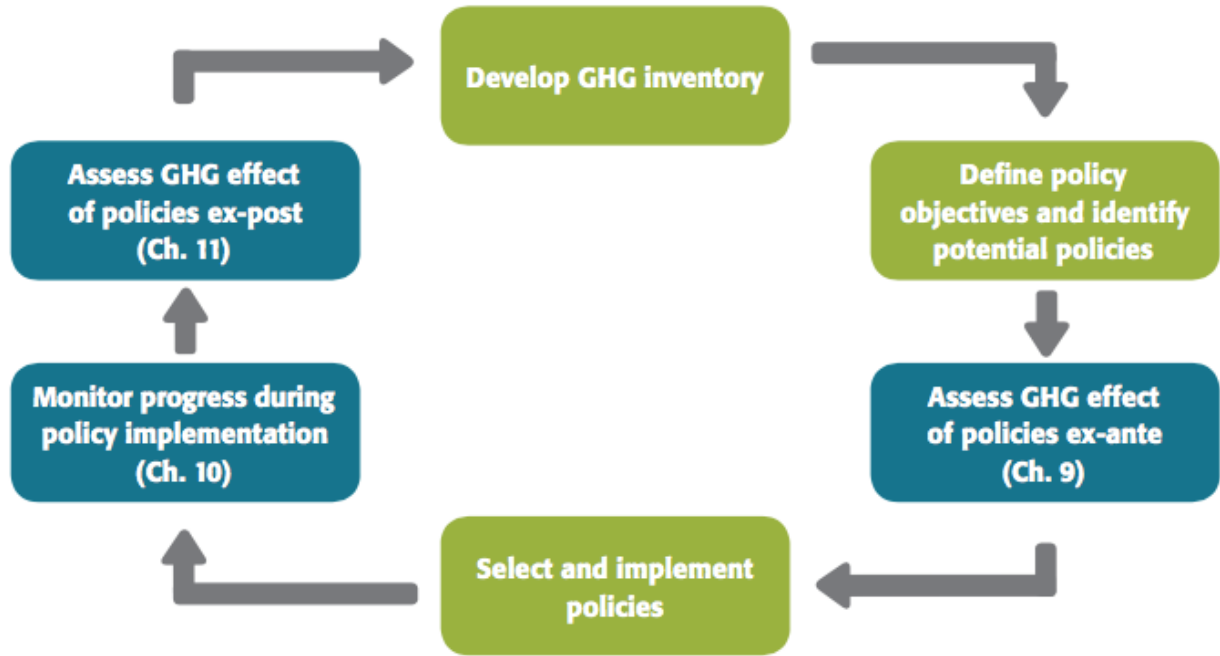 Develop GHG inventory
Define policy
objectives and identify
potential policies
Assess GHG effect
of policies ex-ante
(Ch. 9)
Select and implement
policies
Monitor progress during
policy implementation
(Ch. 10)
Assess GHG effect
of policies ex-post
(Ch. 11)